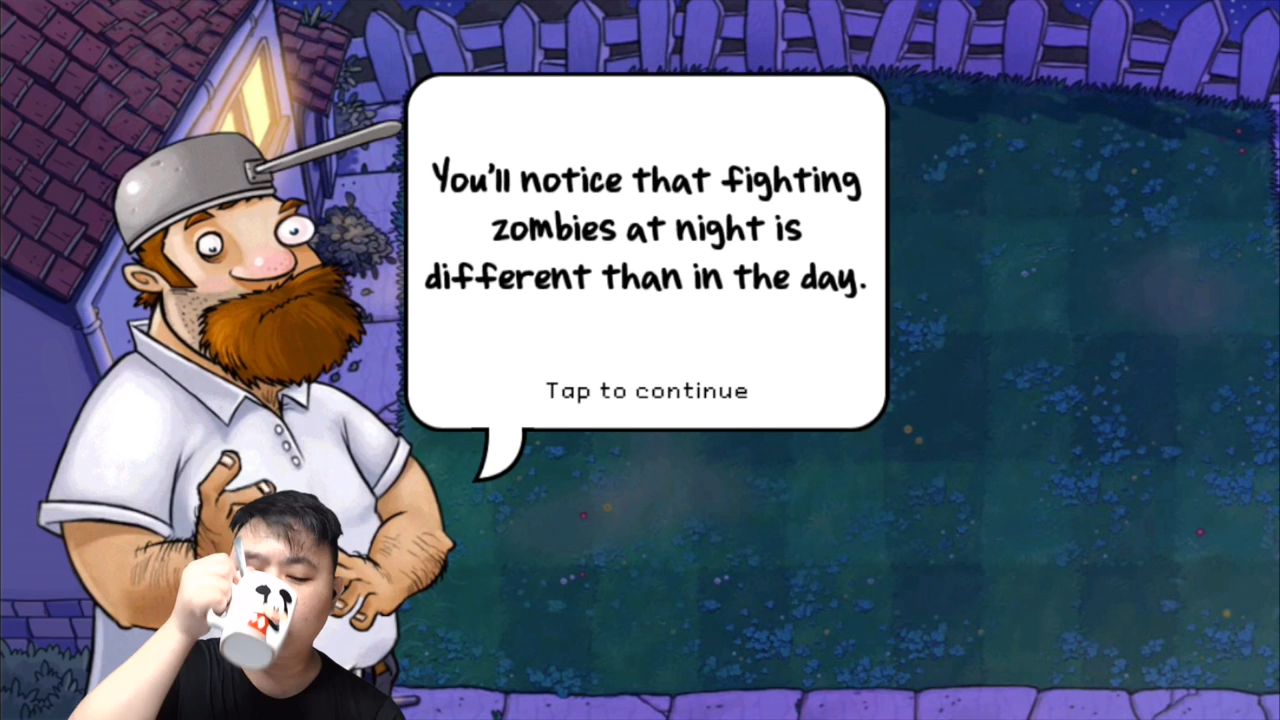 You'll notice that fighting
zombies at night is
different than in the day.
Tap to continue